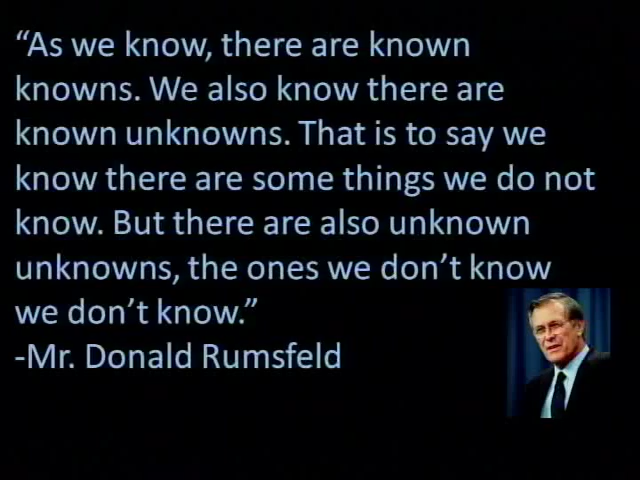 “As we know, there are known
knowns. We also know there are
known unknowns. That is to say we
know there are some things we do not
know. But there are also unknown
unknowns, the ones we don’t know
we don’t know.”
-Mr. Donald Rumsfeld